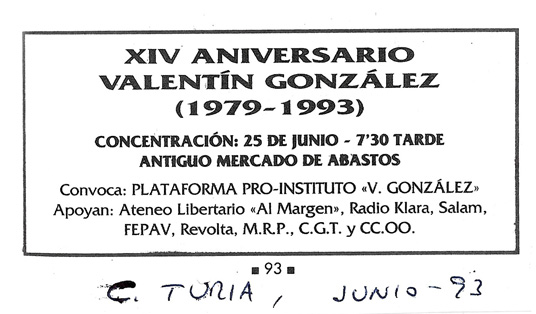 XIV ANIVERSARIO
VALENTÍN GONZÁLEZ
(1979-1993)
CONCENTRACIÓN: 25 DE JUNIO - 7'30 TARDE
ANTIGUO MERCADO DE ABASTOS
Convoca: PLATAFORMA PRO-INSTITUTO «V. GONZÁLEZ»
Apoyan: Ateneo Libertario «Al Margen», Radio Klara, Salam,
FEPAV, Revolta, M.R.P., C.G.T. y CC.OO.
■ 93 ■
C. TURIA, JUNIO-93